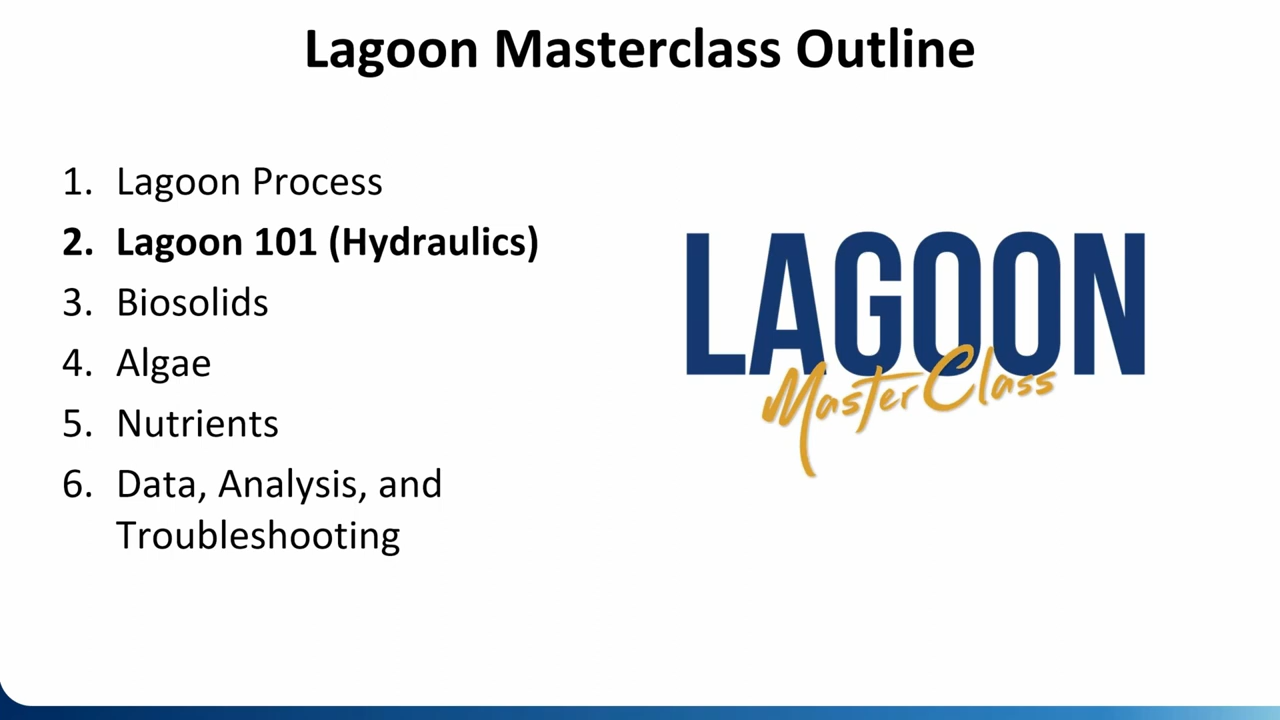 Lagoon Masterclass Outline
1. Lagoon Process
2. Lagoon 101 (Hydraulics)
3. Biosolids
4. Algae
5. Nutrients
6. Data, Analysis, and
Troubleshooting
LAGOON
MasterClass